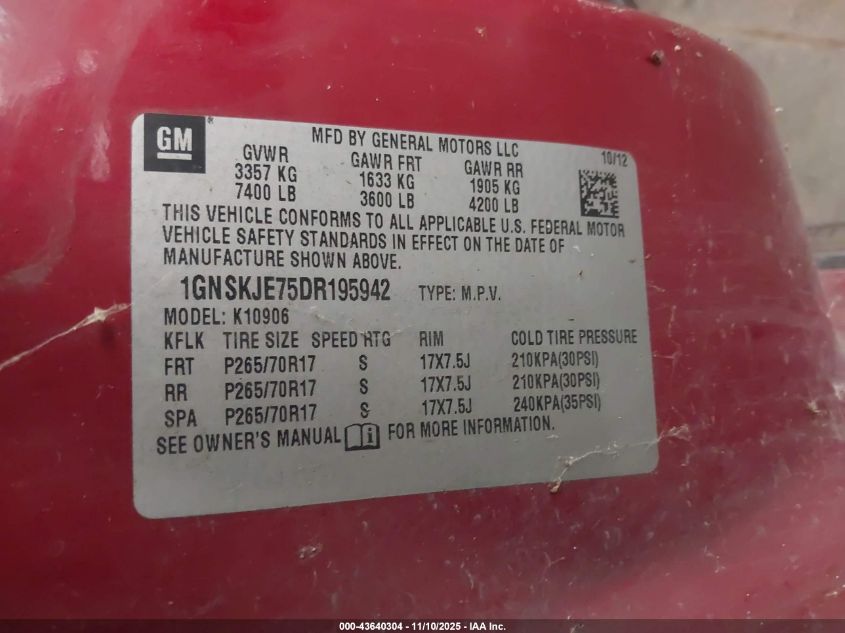 GM ®
MFD BY GENERAL MOTORS LLC
10/12
GVWR GAWR FRT GAWR RR
3357 KG 1633 KG 1905 KG
7400 LB 3600 LB 4200 LB
THIS VEHICLE CONFORMS TO ALL APPLICABLE U.S. FEDERAL MOTOR
VEHICLE SAFETY STANDARDS IN EFFECT ON THE DATE OF
MANUFACTURE SHOWN ABOVE.
1GNSKJE75DR195942 TYPE: M.P.V.
MODEL: K10906
KFLK TIRE SIZE SPEED RTG RIM COLD TIRE PRESSURE
FRT P265/70R17 S 17X7.5J 210KPA(30PSI)
RR P265/70R17 S 17X7.5J 210KPA(30PSI)
SPA P265/70R17 S 17X7.5J 240KPA(35PSI)
SEE OWNER'S MANUAL i FOR MORE INFORMATION.
000-43640304 — 11/10/2025 — IAA Inc.